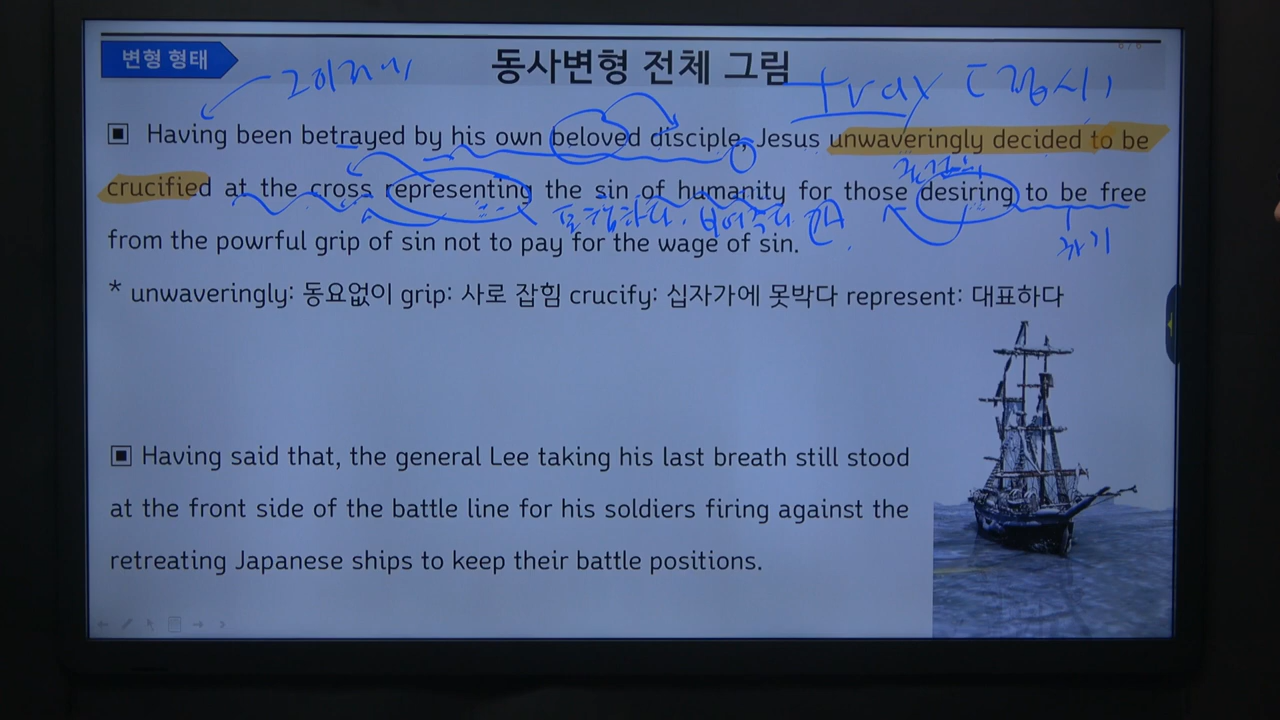 변형 형태
동사변형 전체 그림
trax
▣ Having been betrayed by his own beloved disciple, Jesus unwaveringly decided to be
crucified at the cross representing the sin of humanity for those desiring to be free
하기
from the powrful grip of sin not to pay for the wage of sin.
* unwaveringly: 동요없이 grip: 사로 잡힘 crucify: 십자가에 못박다 represent: 대표하다
▣ Having said that, the general Lee taking his last breath still stood
at the front side of the battle line for his soldiers firing against the
retreating Japanese ships to keep their battle positions.